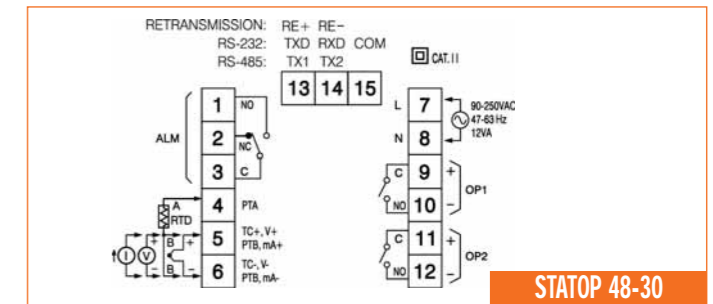 RETRANSMISSION: RE+ RE-
RS-232: TXD RXD COM
RS-485: TX1 TX2
CAT.II
13 14 15
1 NO
2 NC
3 C
ALM
4 PTA
A
RTD
5 TC+, V+
PTB, mA+
6 TC-, V-
PTB, mA-
I V + - B B + -
L 7
N 8
90-250VAC
47-63 Hz
12VA
C 9 +
NO 10 -
OP1
C 11 +
NO 12 -
OP2
STATOP 48-30